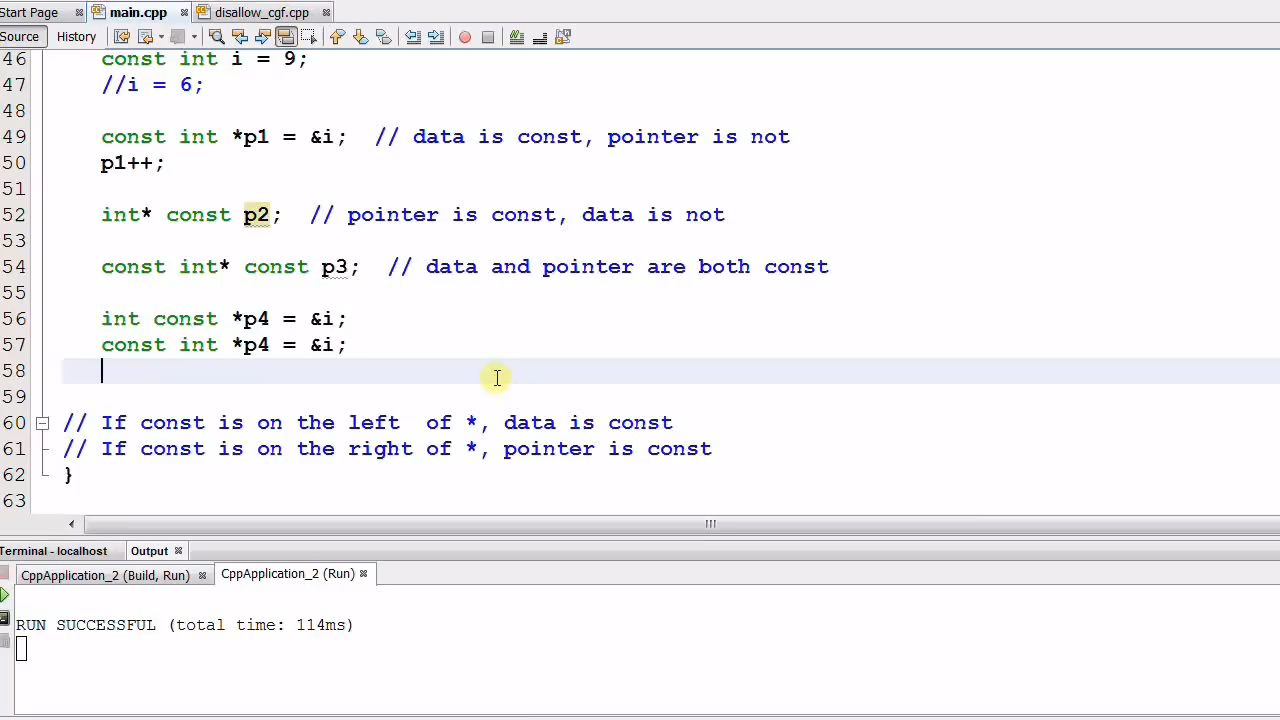 Start Page main.cpp disallow_cgf.cpp
Source History
46 const int i = 9;
47 //i = 6;
48
49 const int *p1 = &i; // data is const, pointer is not
50 p1++;
51
52 int* const p2; // pointer is const, data is not
53
54 const int* const p3; // data and pointer are both const
55
56 int const *p4 = &i;
57 const int *p4 = &i;
58
59
60 // If const is on the left  of *, data is const
61 // If const is on the right of *, pointer is const
62 }
63
Terminal - localhost Output
CppApplication_2 (Build, Run) CppApplication_2 (Run)
RUN SUCCESSFUL (total time: 114ms)